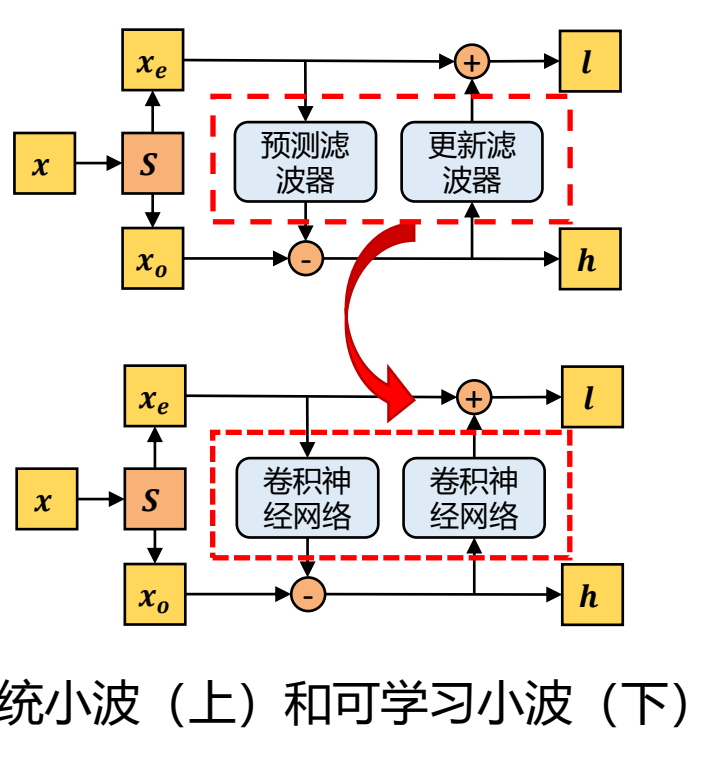 x_e
+
l
预测滤
波器
更新滤
波器
x
S
x_o
-
h
x_e
+
l
卷积神
经网络
卷积神
经网络
x
S
x_o
-
h
统小波（上）和可学习小波（下）